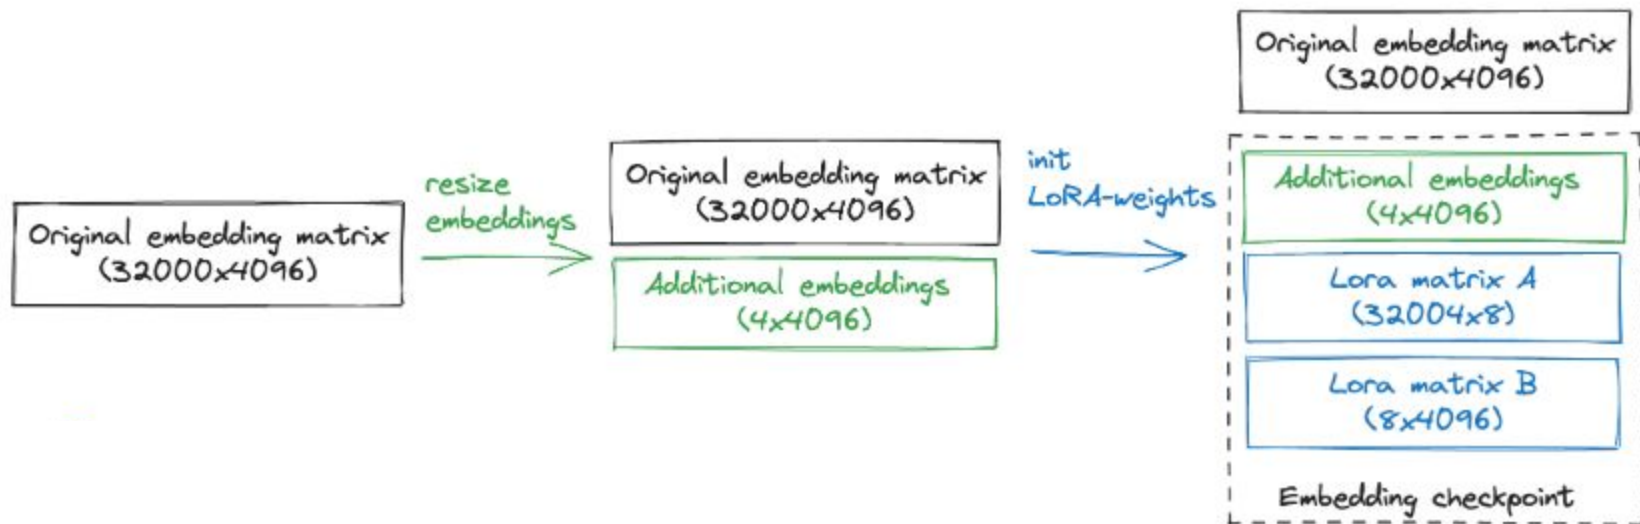 Original embedding matrix
(32000x4096)
resize
embeddings
Original embedding matrix
(32000x4096)
Additional embeddings
(4x4096)
init
LoRA-weights
Original embedding matrix
(32000x4096)
Additional embeddings
(4x4096)
Lora matrix A
(32004x8)
Lora matrix B
(8x4096)
Embedding checkpoint